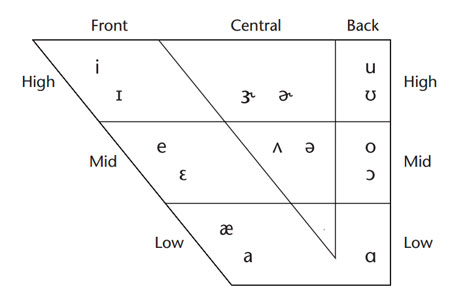 Front Central Back
i u
High High
ɪ ɝ ɚ ʊ
e ʌ ə o
Mid Mid
ɛ ɔ
æ
Low Low
a ɑ